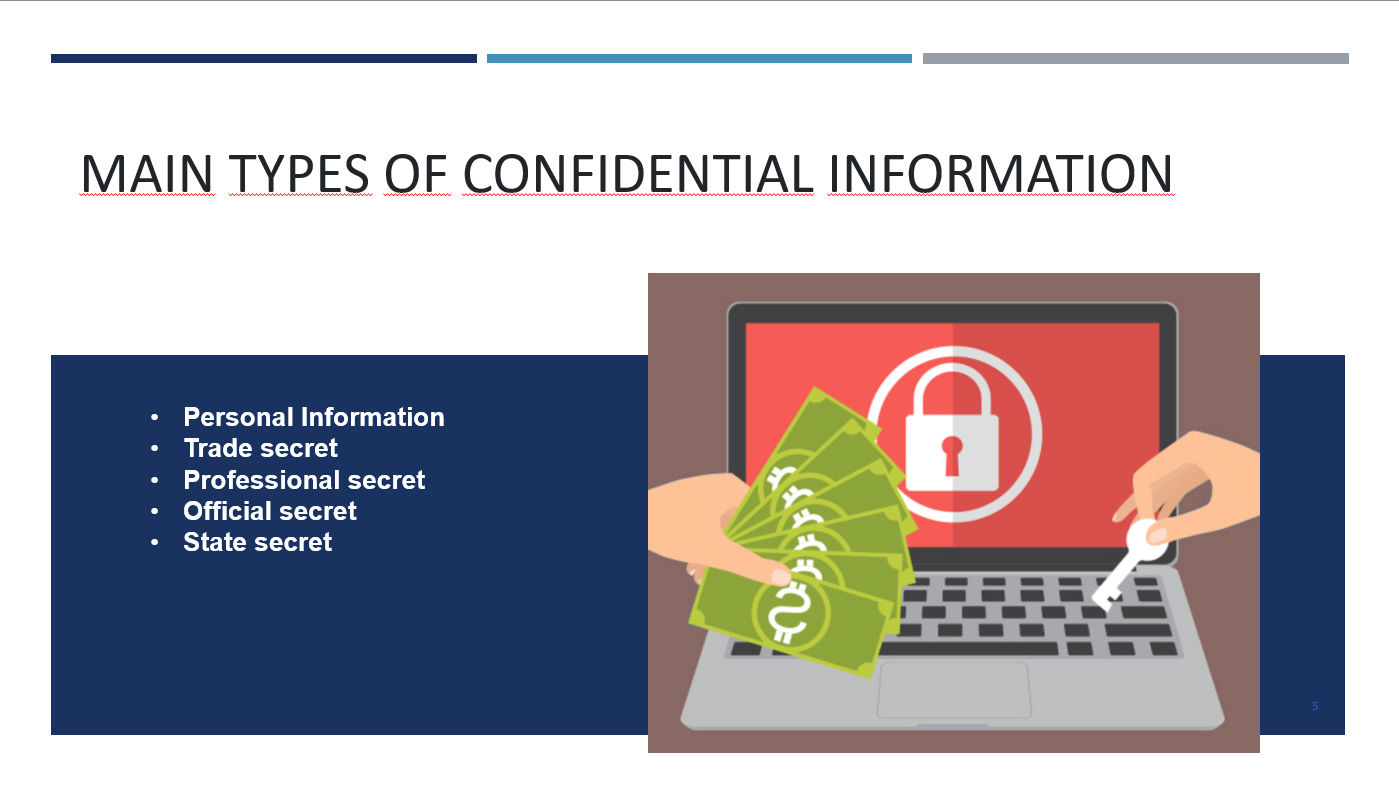 MAIN TYPES OF CONFIDENTIAL INFORMATION
• Personal Information
• Trade secret
• Professional secret
• Official secret
• State secret
5